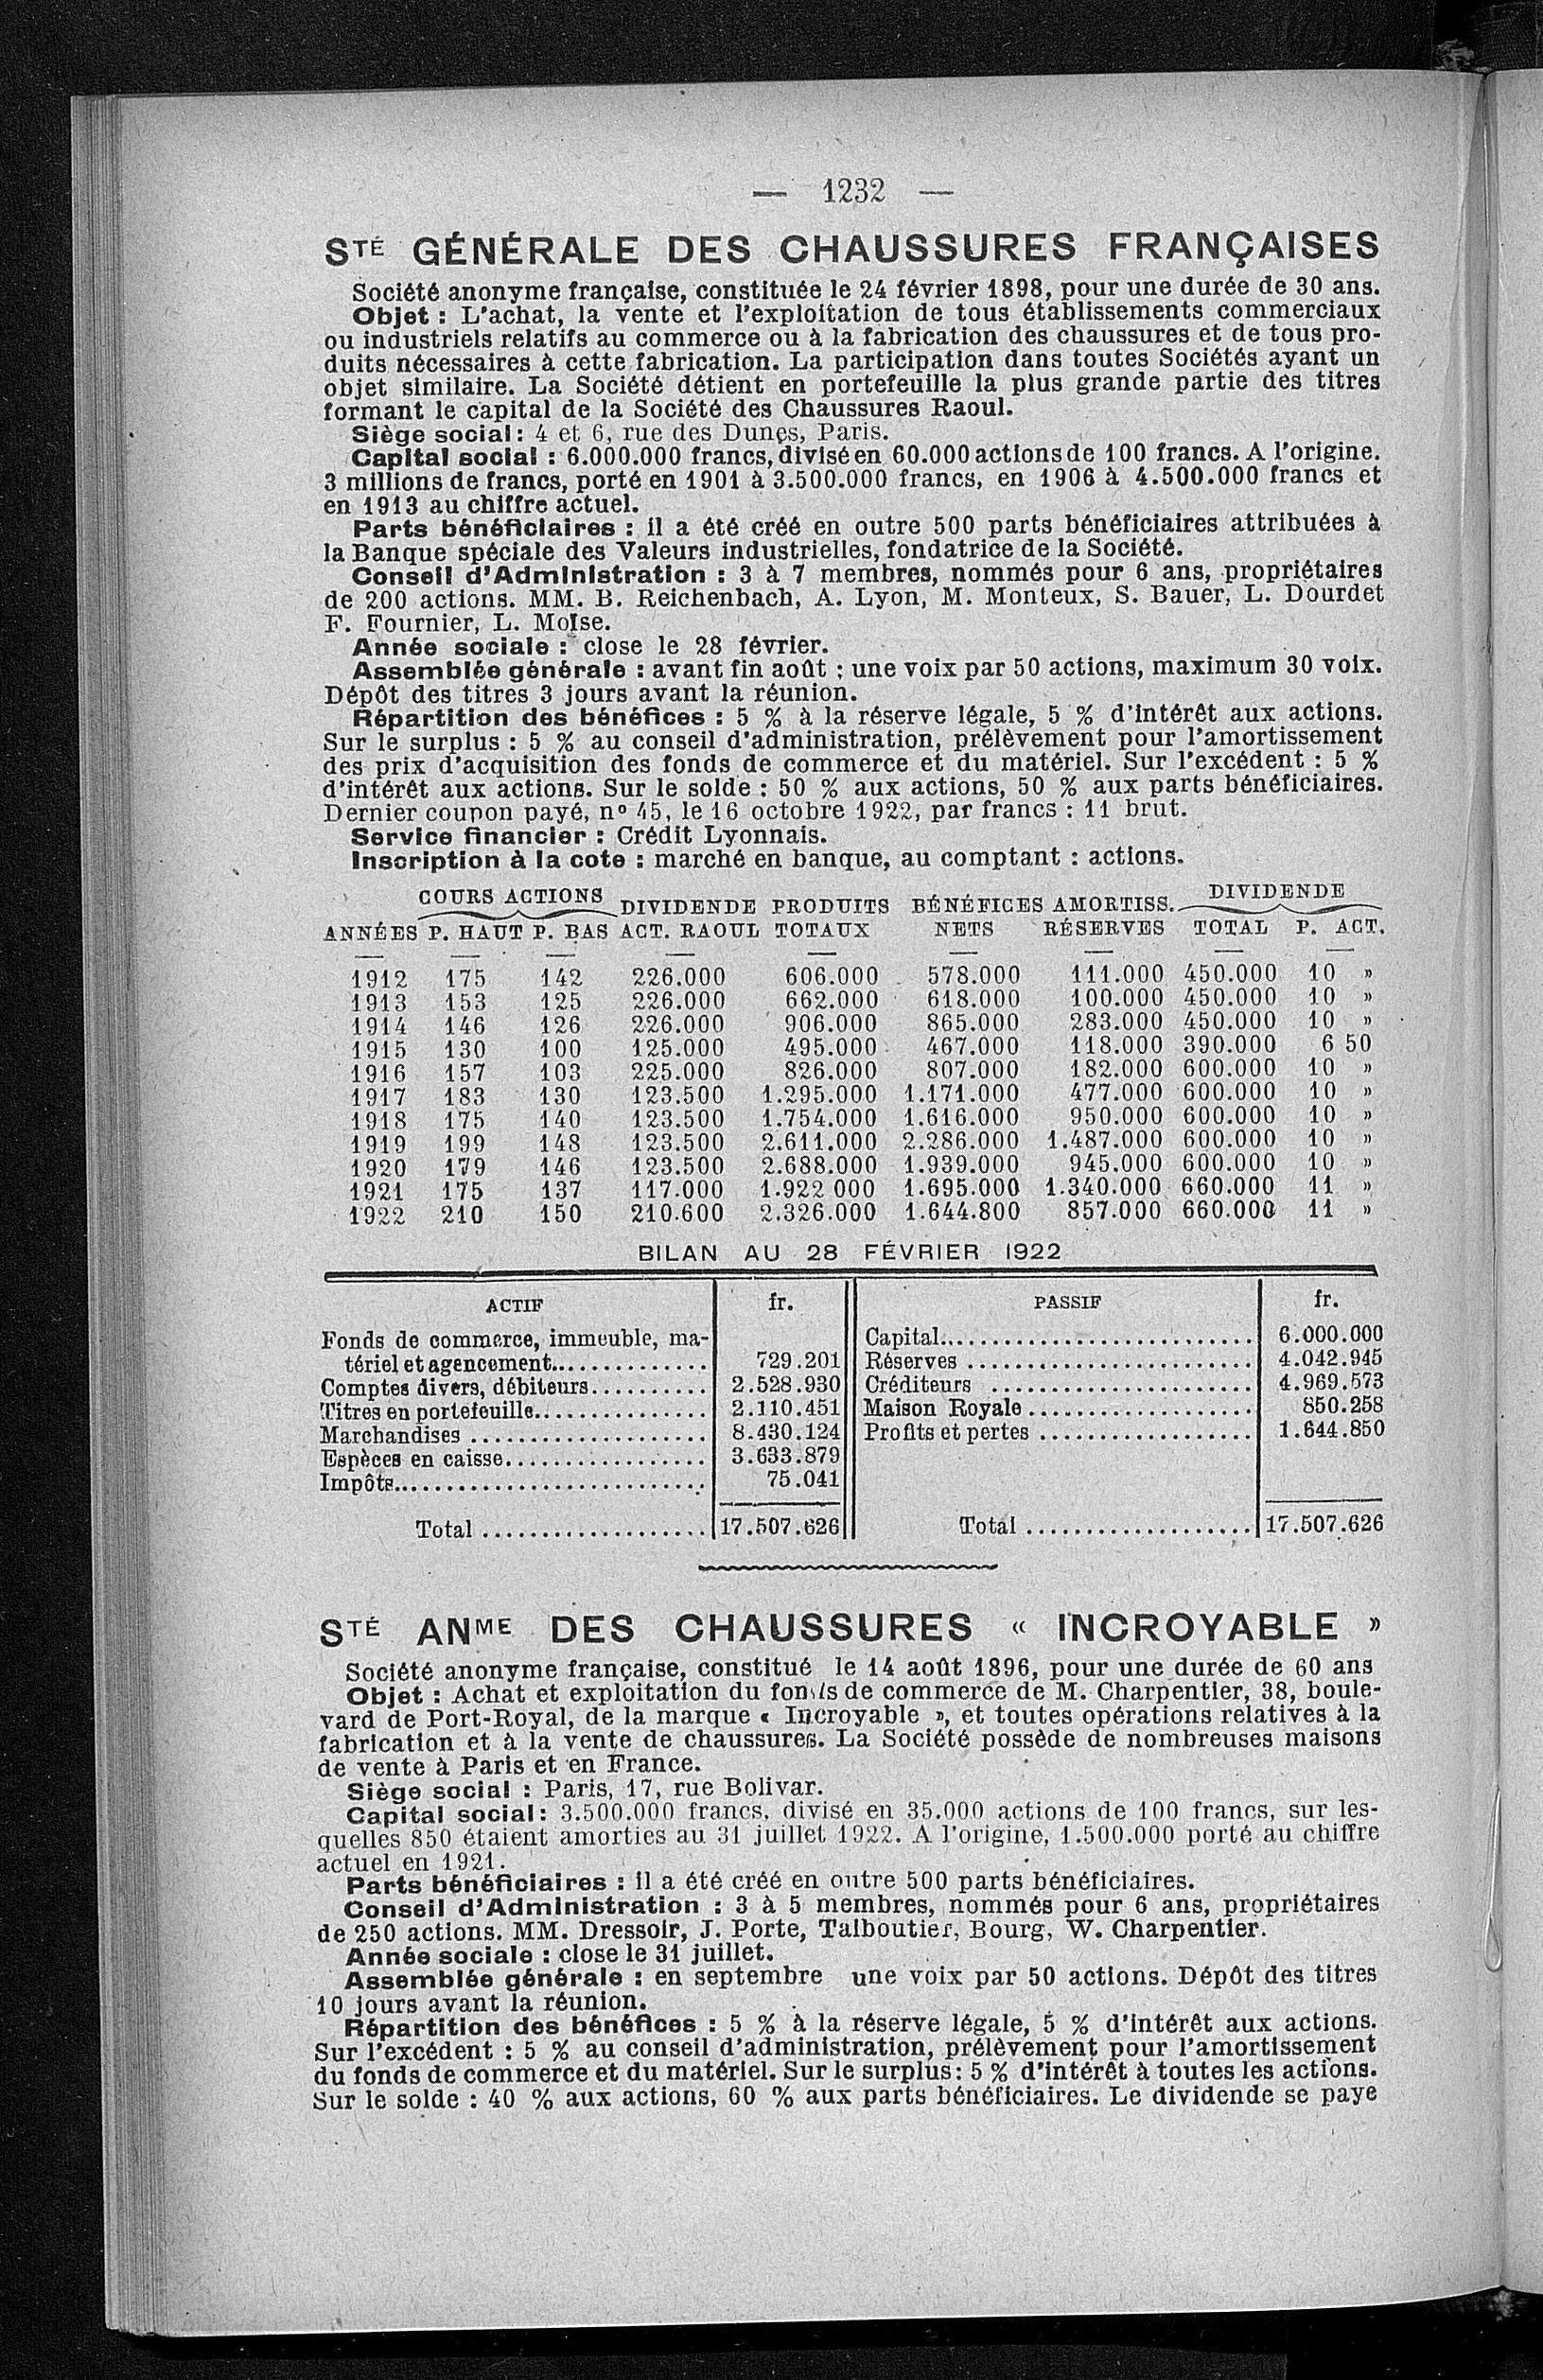 — 1232 —
STÉ GÉNÉRALE DES CHAUSSURES FRANÇAISES
Société anonyme française, constituée le 24 février 1898, pour une durée de 30 ans.
Objet : L'achat, la vente et l'exploitation de tous établissements commerciaux
ou industriels relatifs au commerce ou à la fabrication des chaussures et de tous pro-
duits nécessaires à cette fabrication. La participation dans toutes Sociétés ayant un
objet similaire. La Société détient en portefeuille la plus grande partie des titres
formant le capital de la Société des Chaussures Raoul.
Siège social : 4 et 6, rue des Dunes, Paris.
Capital social : 6.000.000 francs, divisé en 60.000 actions de 100 francs. A l'origine.
3 millions de francs, porté en 1901 à 3.500.000 francs, en 1906 à 4.500.000 francs et
en 1913 au chiffre actuel.
Parts bénéficiaires : il a été créé en outre 500 parts bénéficiaires attribuées à
la Banque spéciale des Valeurs industrielles, fondatrice de la Société.
Conseil d'Administration : 3 à 7 membres, nommés pour 6 ans, propriétaires
de 200 actions. MM. B. Reichenbach, A. Lyon, M. Monteux, S. Bauer, L. Dourdet
F. Fournier, L. Moïse.
Année sociale : close le 28 février.
Assemblée générale : avant fin août ; une voix par 50 actions, maximum 30 voix.
Dépôt des titres 3 jours avant la réunion.
Répartition des bénéfices : 5 % à la réserve légale, 5 % d'intérêt aux actions.
Sur le surplus : 5 % au conseil d'administration, prélèvement pour l'amortissement
des prix d'acquisition des fonds de commerce et du matériel. Sur l'excédent : 5 %
d'intérêt aux actions. Sur le solde : 50 % aux actions, 50 % aux parts bénéficiaires.
Dernier coupon payé, nº 45, le 16 octobre 1922, par francs : 11 brut.
Service financier : Crédit Lyonnais.
Inscription à la cote : marché en banque, au comptant : actions.
COURS ACTIONS DIVIDENDE PRODUITS BÉNÉFICES AMORTISS. DIVIDENDE
ANNÉES P. HAUT P. BAS ACT. RAOUL TOTAUX NETS RÉSERVES TOTAL P. ACT.
1912 175 142 226.000 606.000 578.000 111.000 450.000 10 »
1913 153 125 226.000 662.000 618.000 100.000 450.000 10 »
1914 146 126 226.000 906.000 865.000 283.000 450.000 10 »
1915 130 100 125.000 495.000 467.000 118.000 390.000 6 50
1916 157 103 225.000 826.000 807.000 182.000 600.000 10 »
1917 183 130 123.500 1.295.000 1.171.000 477.000 600.000 10 »
1918 175 140 123.500 1.754.000 1.616.000 950.000 600.000 10 »
1919 199 148 123.500 2.611.000 2.286.000 1.487.000 600.000 10 »
1920 179 146 123.500 2.688.000 1.939.000 945.000 600.000 10 »
1921 175 137 117.000 1.922 000 1.695.000 1.340.000 660.000 11 »
1922 210 150 210.600 2.326.000 1.644.800 857.000 660.000 11 »
BILAN AU 28 FÉVRIER 1922
ACTIF fr. PASSIF fr.
Fonds de commerce, immeuble, ma- Capital............................ 6.000.000
tériel et agencement.............. 729.201 Réserves ........................ 4.042.945
Comptes divers, débiteurs.......... 2.528.930 Créditeurs ...................... 4.969.573
Titres en portefeuille............... 2.110.451 Maison Royale ................... 850.258
Marchandises .................... 8.430.124 Profits et pertes .................. 1.644.850
Espèces en caisse................. 3.633.879
Impôts........................... 75.041
Total ................... 17.507.626 Total ................... 17.507.626
STÉ ANME DES CHAUSSURES « INCROYABLE »
Société anonyme française, constitué le 14 août 1896, pour une durée de 60 ans
Objet : Achat et exploitation du fonds de commerce de M. Charpentier, 38, boule-
vard de Port-Royal, de la marque « Incroyable », et toutes opérations relatives à la
fabrication et à la vente de chaussures. La Société possède de nombreuses maisons
de vente à Paris et en France.
Siège social : Paris, 17, rue Bolivar.
Capital social : 3.500.000 francs, divisé en 35.000 actions de 100 francs, sur les-
quelles 850 étaient amorties au 31 juillet 1922. A l'origine, 1.500.000 porté au chiffre
actuel en 1921.
Parts bénéficiaires : il a été créé en outre 500 parts bénéficiaires.
Conseil d'Administration : 3 à 5 membres, nommés pour 6 ans, propriétaires
de 250 actions. MM. Dressoir, J. Porte, Talboutier, Bourg, W. Charpentier.
Année sociale : close le 31 juillet.
Assemblée générale : en septembre une voix par 50 actions. Dépôt des titres
10 jours avant la réunion.
Répartition des bénéfices : 5 % à la réserve légale, 5 % d'intérêt aux actions.
Sur l'excédent : 5 % au conseil d'administration, prélèvement pour l'amortissement
du fonds de commerce et du matériel. Sur le surplus : 5 % d'intérêt à toutes les actions.
Sur le solde : 40 % aux actions, 60 % aux parts bénéficiaires. Le dividende se paye